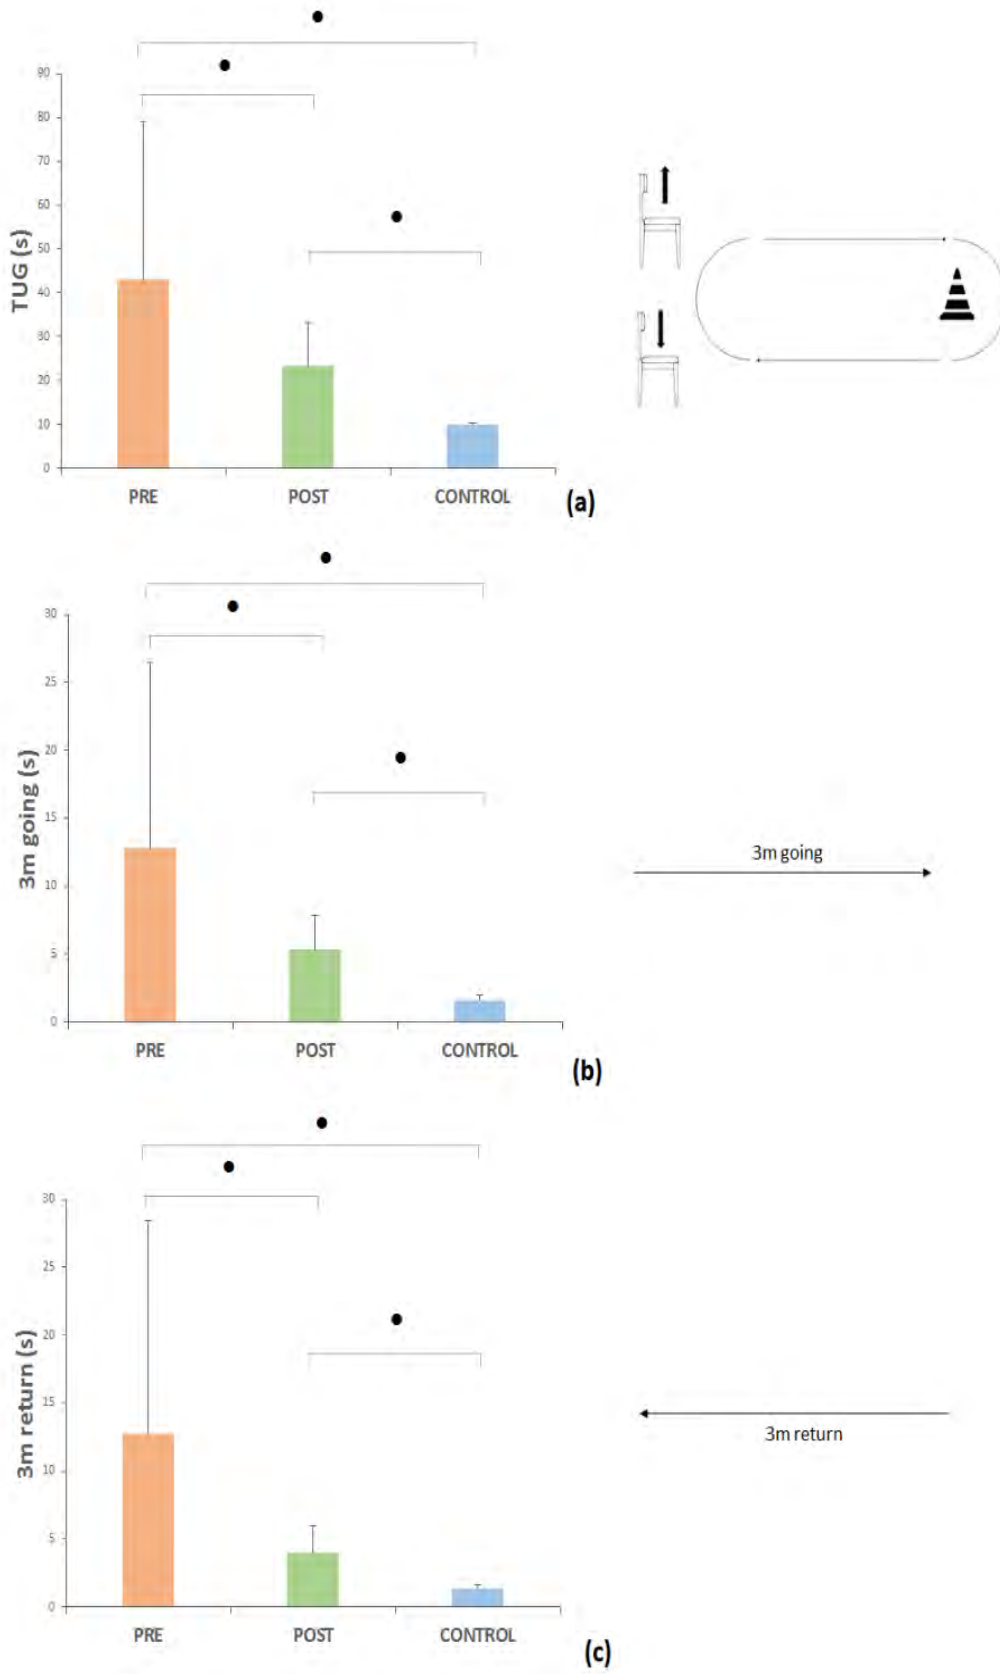 90
80
70
60
50
40
30
20
10
0
TUG (s)
PRE POST CONTROL
(a)
30
25
20
15
10
5
0
3m going (s)
PRE POST CONTROL
3m going
(b)
30
25
20
15
10
5
0
3m return (s)
PRE POST CONTROL
3m return
(c)